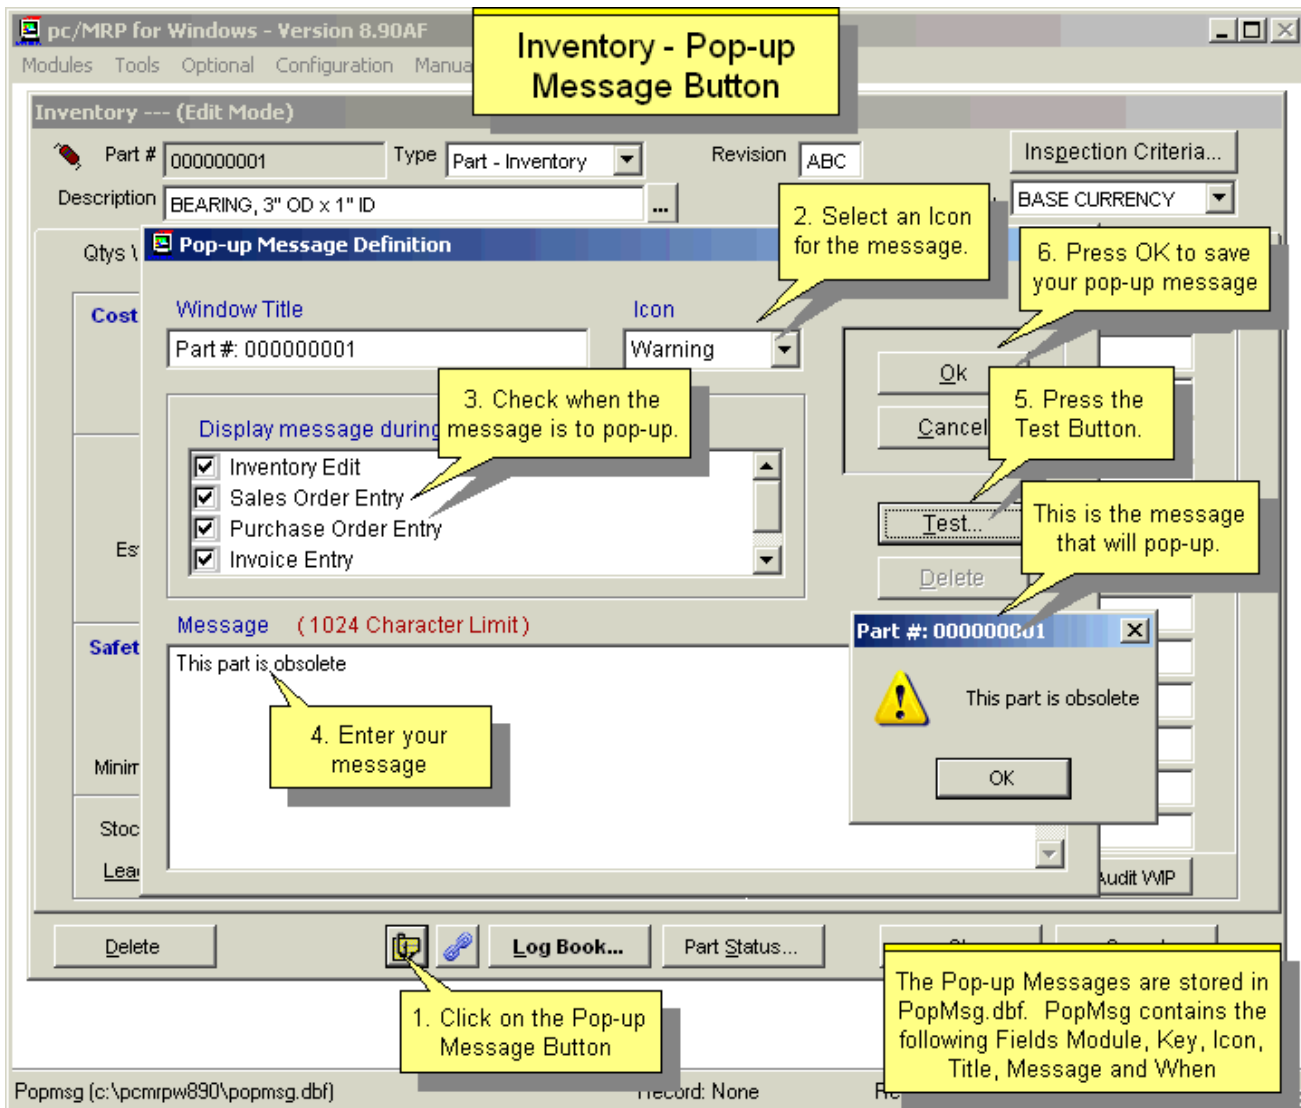 pc/MRP for Windows - Version 8.90AF
Inventory - Pop-up
Message Button
Modules Tools Optional Configuration
Inventory --- (Edit Mode)
Part # 000000001 Type Part - Inventory Revision ABC Inspection Criteria...
Description BEARING, 3" OD x 1" ID ... BASE CURRENCY
2. Select an Icon
for the message.
6. Press OK to save
your pop-up message
Qtys
Pop-up Message Definition
Cost
Window Title Icon
Part #: 000000001 Warning
Ok
Cancel
3. Check when the
message is to pop-up.
5. Press the
Test Button.
Display message during
Inventory Edit
Sales Order Entry
Purchase Order Entry
Invoice Entry
Test...
Delete
This is the message
that will pop-up.
Message (1024 Character Limit)
This part is obsolete
4. Enter your
message
Part #: 000000001
This part is obsolete
OK
Stoc
Audit WIP
Delete Log Book... Part Status...
1. Click on the Pop-up
Message Button
The Pop-up Messages are stored in
PopMsg.dbf. PopMsg contains the
following Fields Module, Key, Icon,
Title, Message and When
Popmsg (c:\pcmrpw890\popmsg.dbf) Record: None